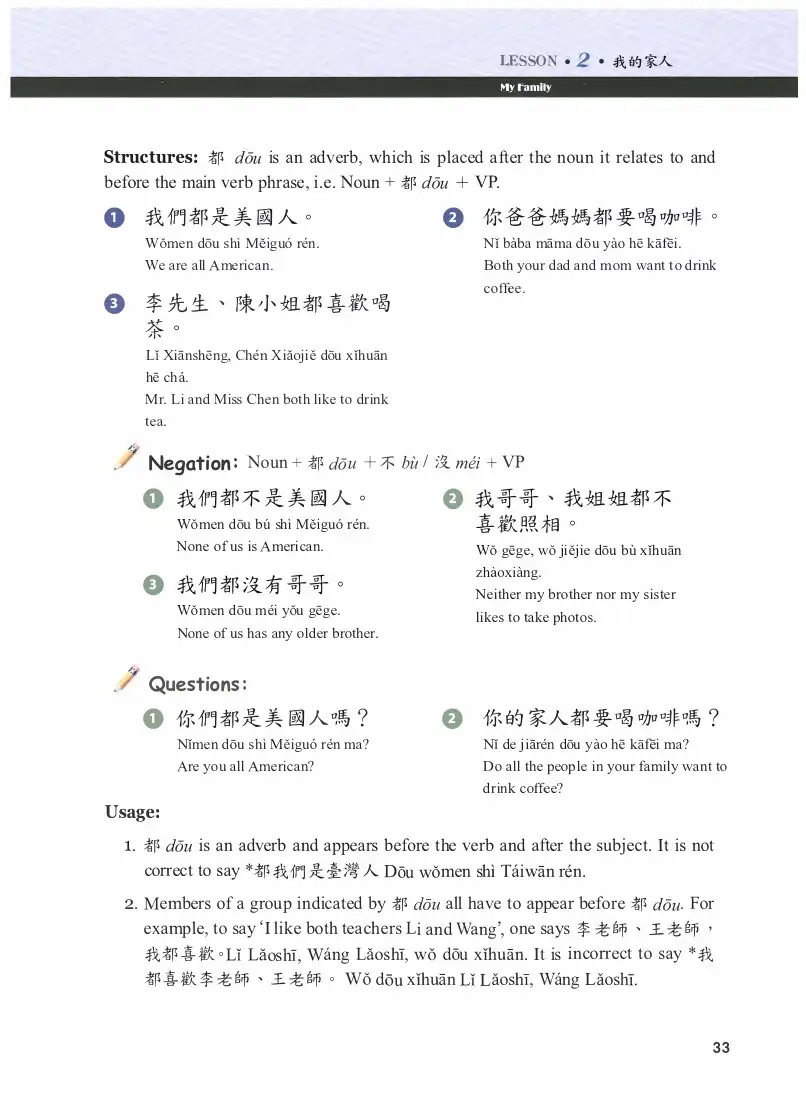 LESSON • 2 • 我的家人
My Family
Structures: 都 dōu is an adverb, which is placed after the noun it relates to and
before the main verb phrase, i.e. Noun + 都 dōu + VP.
1 我們都是美國人。
Wǒmen dōu shì Měiguó rén.
We are all American.
2 你爸爸媽媽都要喝咖啡。
Nǐ bàba māma dōu yào hē kāfēi.
Both your dad and mom want to drink
coffee.
3 李先生、陳小姐都喜歡喝
茶。
Lǐ Xiānshēng, Chén Xiǎojiě dōu xǐhuān
hē chá.
Mr. Li and Miss Chen both like to drink
tea.
Negation: Noun + 都 dōu + 不 bù / 沒 méi + VP
1 我們都不是美國人。
Wǒmen dōu bú shì Měiguó rén.
None of us is American.
2 我哥哥、我姐姐都不
喜歡照相。
Wǒ gēge, wǒ jiějie dōu bù xǐhuān
zhàoxiàng.
Neither my brother nor my sister
likes to take photos.
3 我們都沒有哥哥。
Wǒmen dōu méi yǒu gēge.
None of us has any older brother.
Questions:
1 你們都是美國人嗎？
Nǐmen dōu shì Měiguó rén ma?
Are you all American?
2 你的家人都要喝咖啡嗎？
Nǐ de jiārén dōu yào hē kāfēi ma?
Do all the people in your family want to
drink coffee?
Usage:
1. 都 dōu is an adverb and appears before the verb and after the subject. It is not
correct to say *都我們是臺灣人 Dōu wǒmen shì Táiwān rén.
2. Members of a group indicated by 都 dōu all have to appear before 都 dōu. For
example, to say ‘I like both teachers Li and Wang’, one says 李老師、王老師，
我都喜歡。Lǐ Lǎoshī, Wáng Lǎoshī, wǒ dōu xǐhuān. It is incorrect to say *我
都喜歡李老師、王老師。 Wǒ dōu xǐhuān Lǐ Lǎoshī, Wáng Lǎoshī.
33